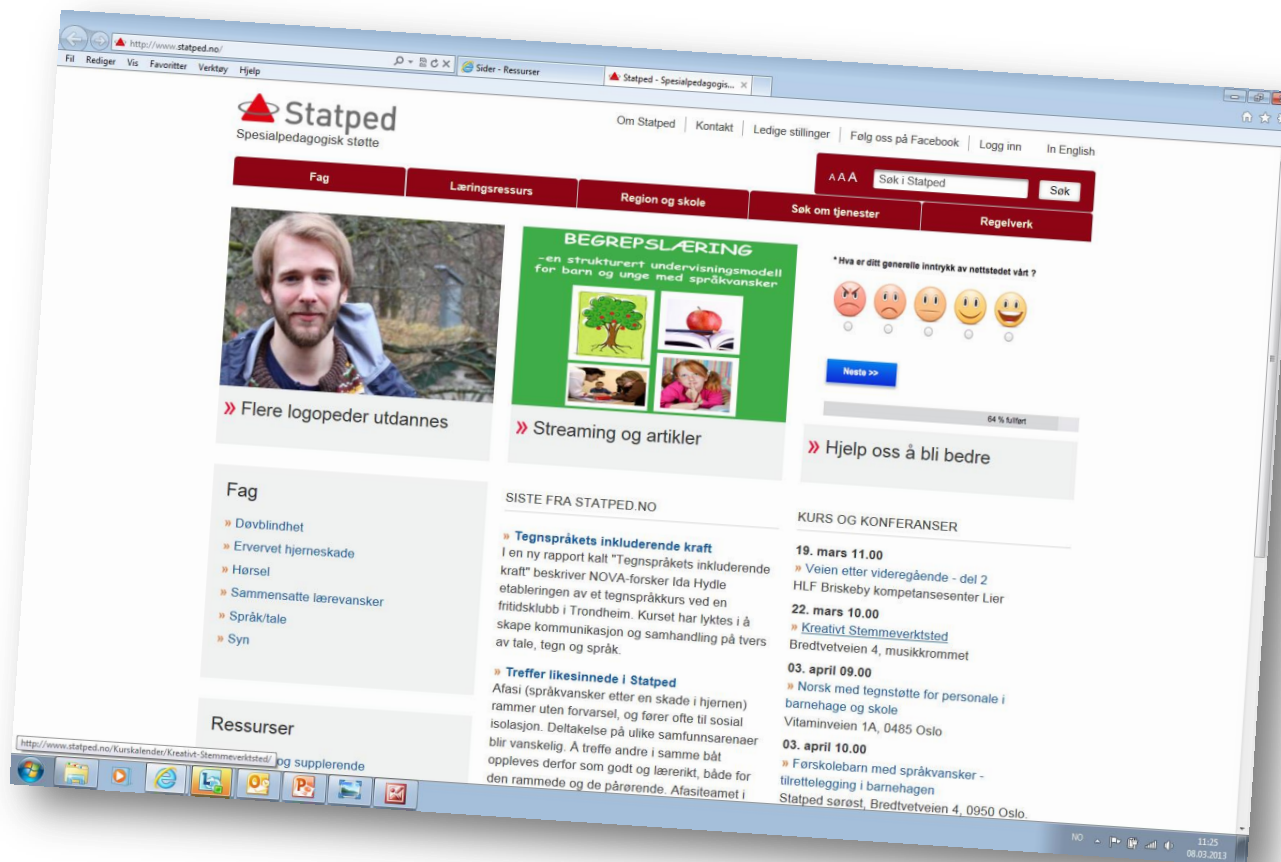 http://www.statped.no/
Sider - Ressurser
Statped - Spesialpedagogis...
Fil Rediger Vis Favoritter Verktøy Hjelp
Statped
Spesialpedagogisk støtte
Om Statped | Kontakt | Ledige stillinger | Følg oss på Facebook | Logg inn In English
A A A Søk i Statped Søk
Fag Læringsressurs Region og skole Søk om tjenester Regelverk
BEGREPSLÆRING
-en strukturert undervisningsmodell
for barn og unge med språkvansker
* Hva er ditt generelle inntrykk av nettstedet vårt ?
Neste >>
64 % fullført
» Flere logopeder utdannes
» Streaming og artikler
» Hjelp oss å bli bedre
Fag
» Døvblindhet
» Ervervet hjerneskade
» Hørsel
» Sammensatte lærevansker
» Språk/tale
» Syn
Ressurser
og supplerende
http://www.statped.no/Kurskalender/Kreativt-Stemmeverktsted/
SISTE FRA STATPED.NO
» Tegnspråkets inkluderende kraft
I en ny rapport kalt "Tegnspråkets inkluderende
kraft" beskriver NOVA-forsker Ida Hydle
etableringen av et tegnspråkkurs ved en
fritidsklubb i Trondheim. Kurset har lyktes i å
skape kommunikasjon og samhandling på tvers
av tale, tegn og språk.
» Treffer likesinnede i Statped
Afasi (språkvansker etter en skade i hjernen)
rammer uten forvarsel, og fører ofte til sosial
isolasjon. Deltakelse på ulike samfunnsarenaer
blir vanskelig. Å treffe andre i samme båt
oppleves derfor som godt og lærerikt, både for
den rammede og de pårørende. Afasiteamet i
KURS OG KONFERANSER
19. mars 11.00
» Veien etter videregående - del 2
HLF Briskeby kompetansesenter Lier
22. mars 10.00
» Kreativt Stemmeverktsted
Bredtvetveien 4, musikkrommet
03. april 09.00
» Norsk med tegnstøtte for personale i
barnehage og skole
Vitaminveien 1A, 0485 Oslo
03. april 10.00
» Førskolebarn med språkvansker -
tilrettelegging i barnehagen
Statped sørøst, Bredtvetveien 4, 0950 Oslo.
NO
11:25
08.03.2013